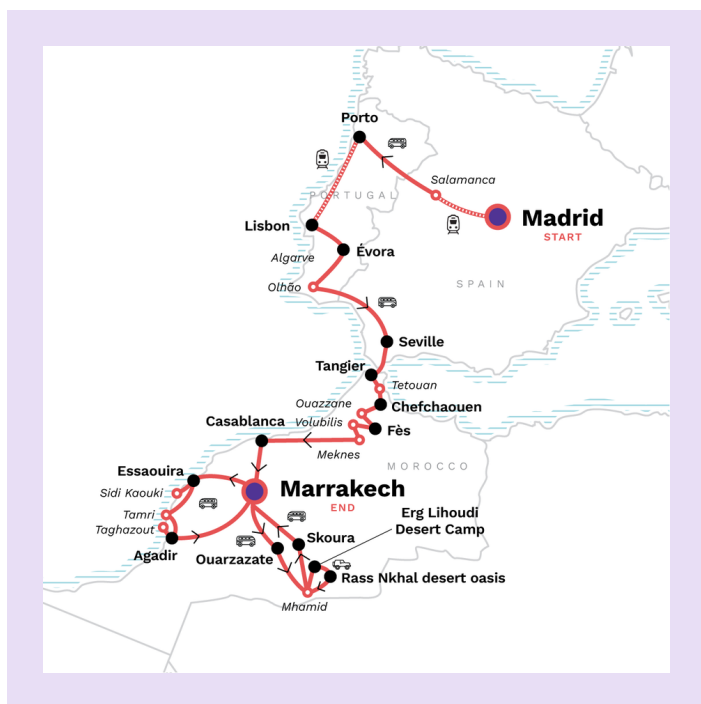 Porto
Salamanca
PORTUGAL
Madrid
START
Lisbon
Évora
Algarve
Olhão
SPAIN
Seville
Tangier
Tetouan
Ouazzane
Chefchaouen
Casablanca
Volubilis
Fès
Meknes
MOROCCO
Essaouira
Sidi Kaouki
Marrakech
END
Tamri
Taghazout
Agadir
Erg Lihoudi
Desert Camp
Skoura
Ouarzazate
Rass Nkhal desert oasis
Mhamid